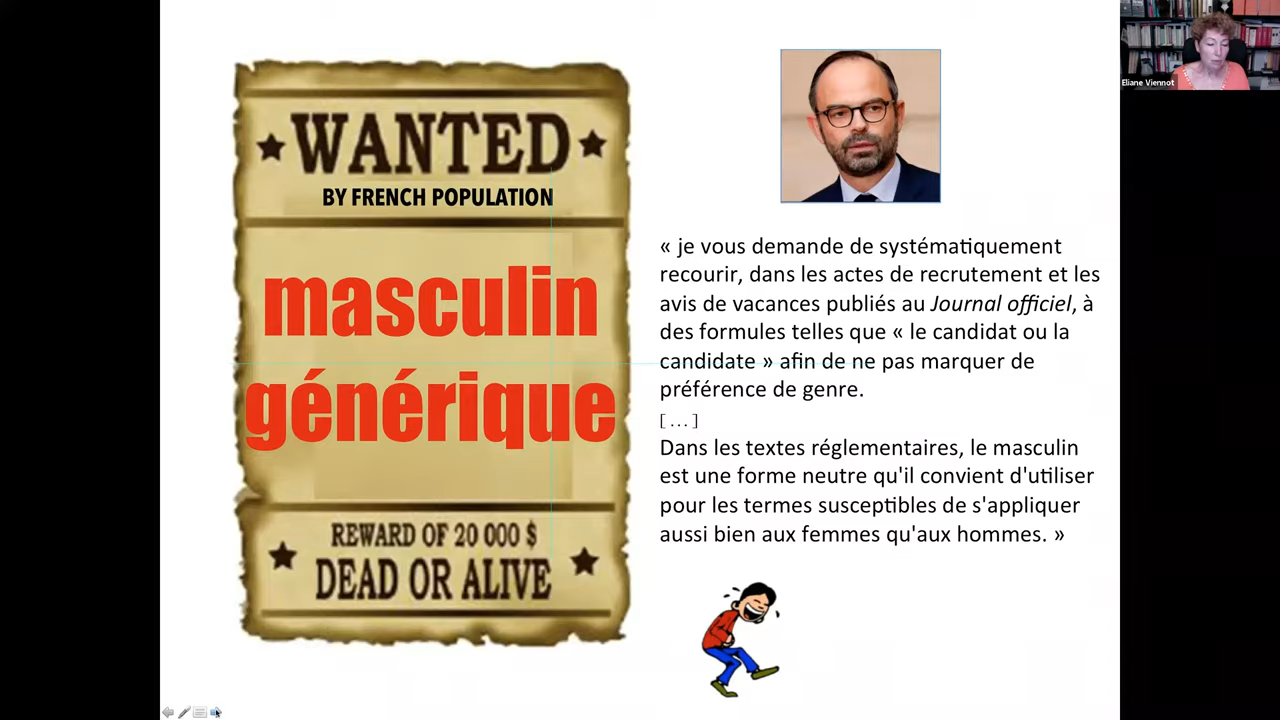 WANTED
BY FRENCH POPULATION
masculin
générique
REWARD OF 20 000 $
DEAD OR ALIVE
« je vous demande de systématiquement
recourir, dans les actes de recrutement et les
avis de vacances publiés au Journal officiel, à
des formules telles que « le candidat ou la
candidate » afin de ne pas marquer de
préférence de genre.
[ … ]
Dans les textes réglementaires, le masculin
est une forme neutre qu'il convient d'utiliser
pour les termes susceptibles de s'appliquer
aussi bien aux femmes qu'aux hommes. »
Eliane Viennot